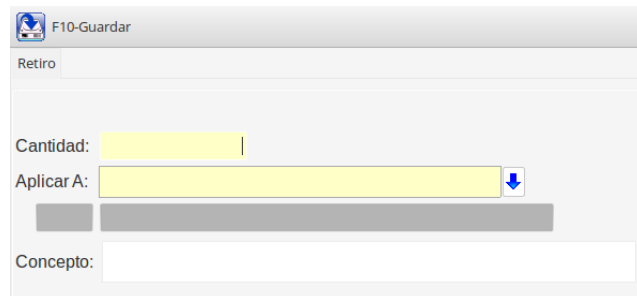 F10-Guardar
Retiro
Cantidad:
Aplicar A:
Concepto: